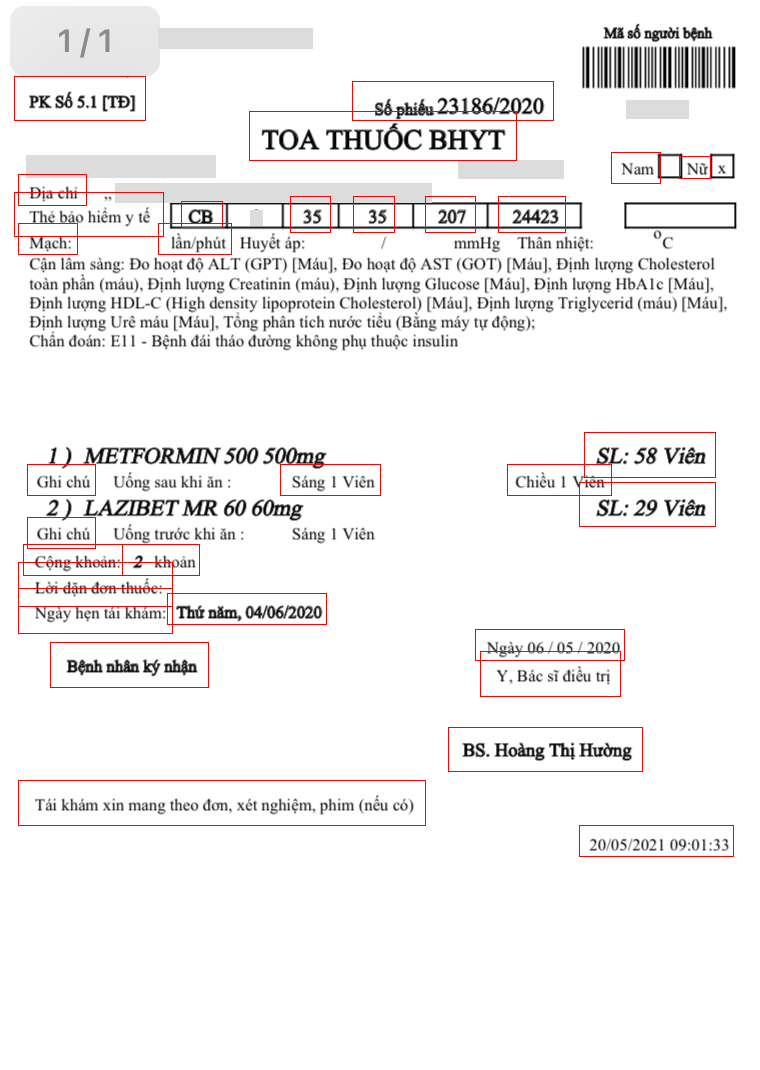 1/1
Mã số người bệnh
PK Số 5.1 [TĐ]
Số phiếu 23186/2020
TOA THUỐC BHYT
Nam Nữ x
Địa chỉ ,,
Thẻ bảo hiểm y tế CB 35 35 207 24423
Mạch: lần/phút Huyết áp: / mmHg Thân nhiệt: °C
Cận lâm sàng: Đo hoạt độ ALT (GPT) [Máu], Đo hoạt độ AST (GOT) [Máu], Định lượng Cholesterol
toàn phần (máu), Định lượng Creatinin (máu), Định lượng Glucose [Máu], Định lượng HbA1c [Máu],
Định lượng HDL-C (High density lipoprotein Cholesterol) [Máu], Định lượng Triglycerid (máu) [Máu],
Định lượng Urê máu [Máu], Tổng phân tích nước tiểu (Bằng máy tự động);
Chẩn đoán: E11 - Bệnh đái tháo đường không phụ thuộc insulin
1 ) METFORMIN 500 500mg SL: 58 Viên
Ghi chú Uống sau khi ăn : Sáng 1 Viên Chiều 1 Viên
2 ) LAZIBET MR 60 60mg SL: 29 Viên
Ghi chú Uống trước khi ăn : Sáng 1 Viên
Cộng khoản: 2 khoản
Lời dặn đơn thuốc:
Ngày hẹn tái khám: Thứ năm, 04/06/2020
Ngày 06 / 05 / 2020
Bệnh nhân ký nhận
Y, Bác sĩ điều trị
BS. Hoàng Thị Hường
Tái khám xin mang theo đơn, xét nghiệm, phim (nếu có)
20/05/2021 09:01:33